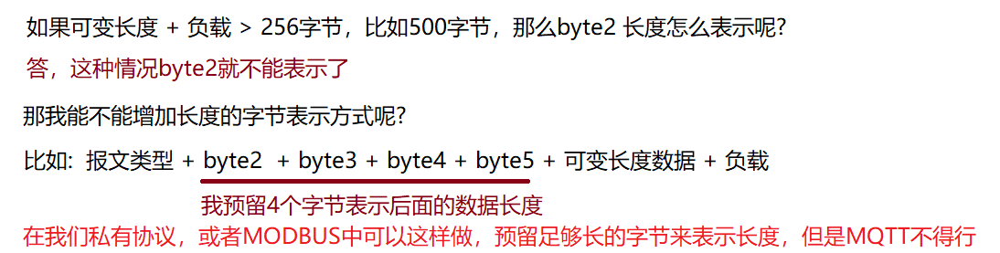 如果可变长度 + 负载 > 256字节，比如500字节，那么byte2 长度怎么表示呢?
答，这种情况byte2就不能表示了
那我能不能增加长度的字节表示方式呢?
比如: 报文类型 + byte2 + byte3 + byte4 + byte5 + 可变长度数据 + 负载
我预留4个字节表示后面的数据长度
在我们私有协议，或者MODBUS中可以这样做，预留足够长的字节来表示长度，但是MQTT不得行